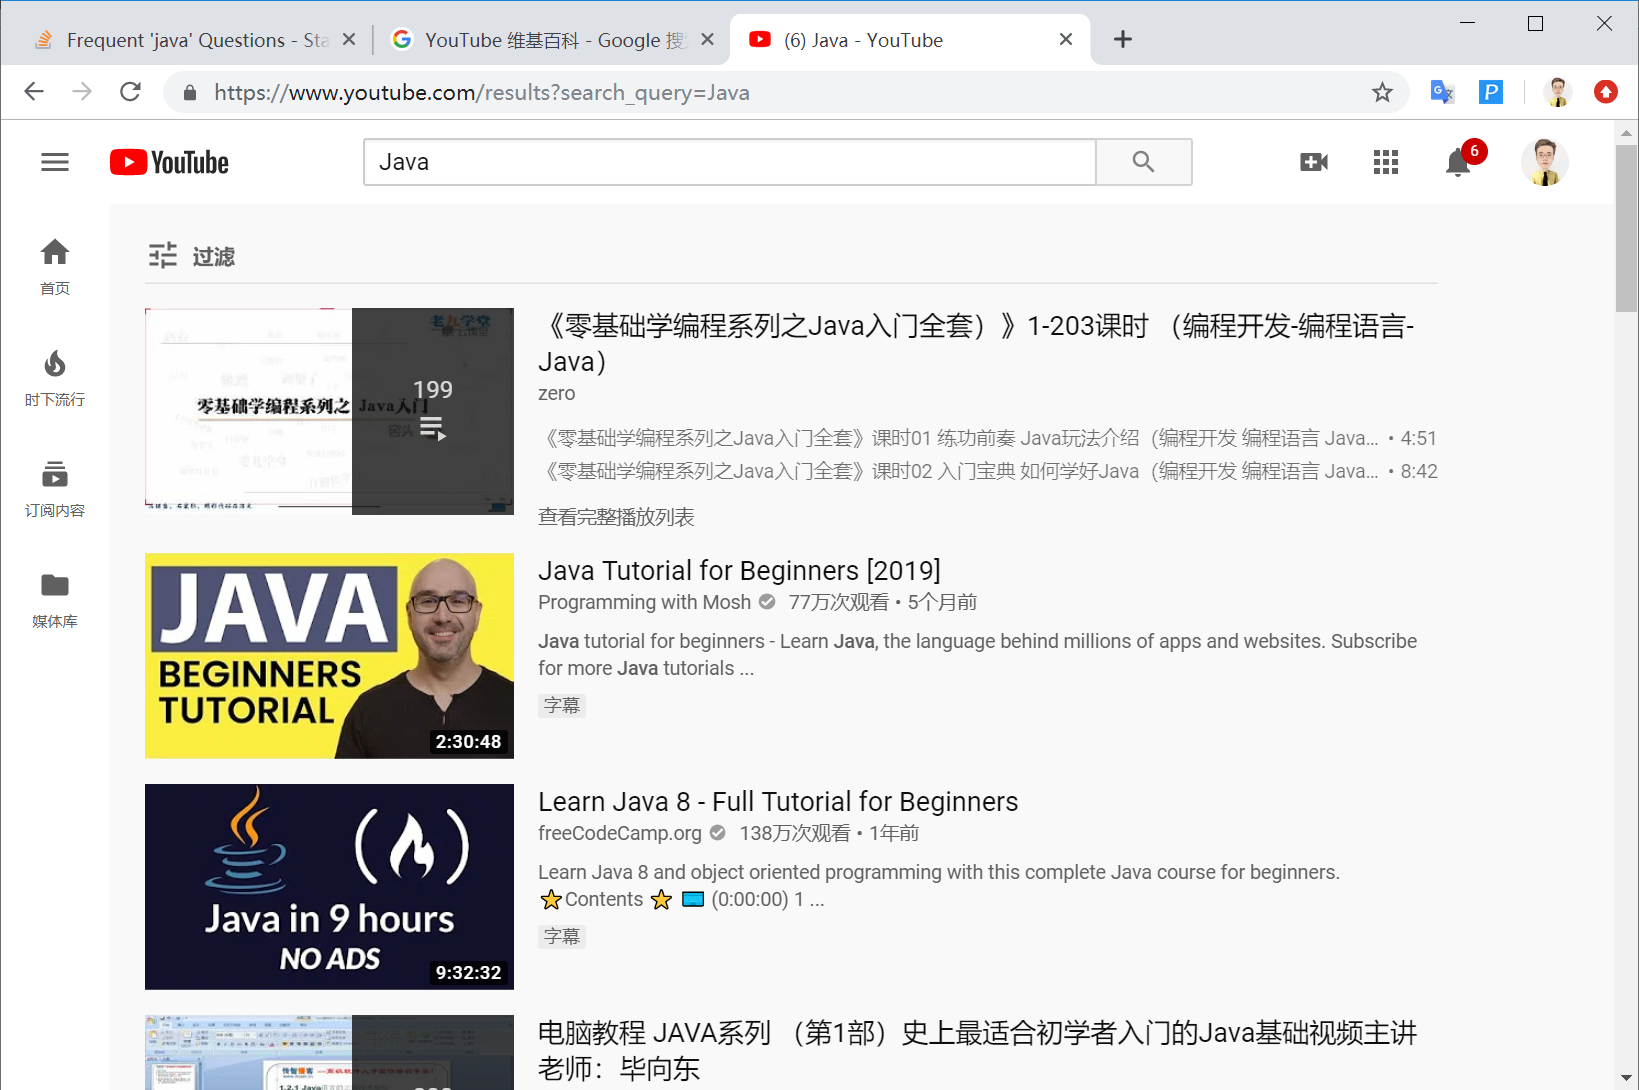 Frequent 'java' Questions - Sta
YouTube 维基百科 - Google 搜
(6) Java - YouTube
https://www.youtube.com/results?search_query=Java
YouTube
Java
6
首页
时下流行
订阅内容
媒体库
过滤
老九学堂
零基础学编程系列之 Java入门
199
《零基础学编程系列之Java入门全套）》1-203课时 （编程开发-编程语言-
Java）
zero
《零基础学编程系列之Java入门全套》课时01 练功前奏 Java玩法介绍（编程开发 编程语言 Java... • 4:51
《零基础学编程系列之Java入门全套》课时02 入门宝典 如何学好Java（编程开发 编程语言 Java... • 8:42
查看完整播放列表
JAVA
BEGINNERS
TUTORIAL
2:30:48
Java Tutorial for Beginners [2019]
Programming with Mosh 77万次观看 • 5个月前
Java tutorial for beginners - Learn Java, the language behind millions of apps and websites. Subscribe
for more Java tutorials ...
字幕
Java in 9 hours
NO ADS
9:32:32
Learn Java 8 - Full Tutorial for Beginners
freeCodeCamp.org 138万次观看 • 1年前
Learn Java 8 and object oriented programming with this complete Java course for beginners.
⭐Contents ⭐ (0:00:00) 1 ...
字幕
电脑教程 JAVA系列 （第1部）史上最适合初学者入门的Java基础视频主讲
老师：毕向东